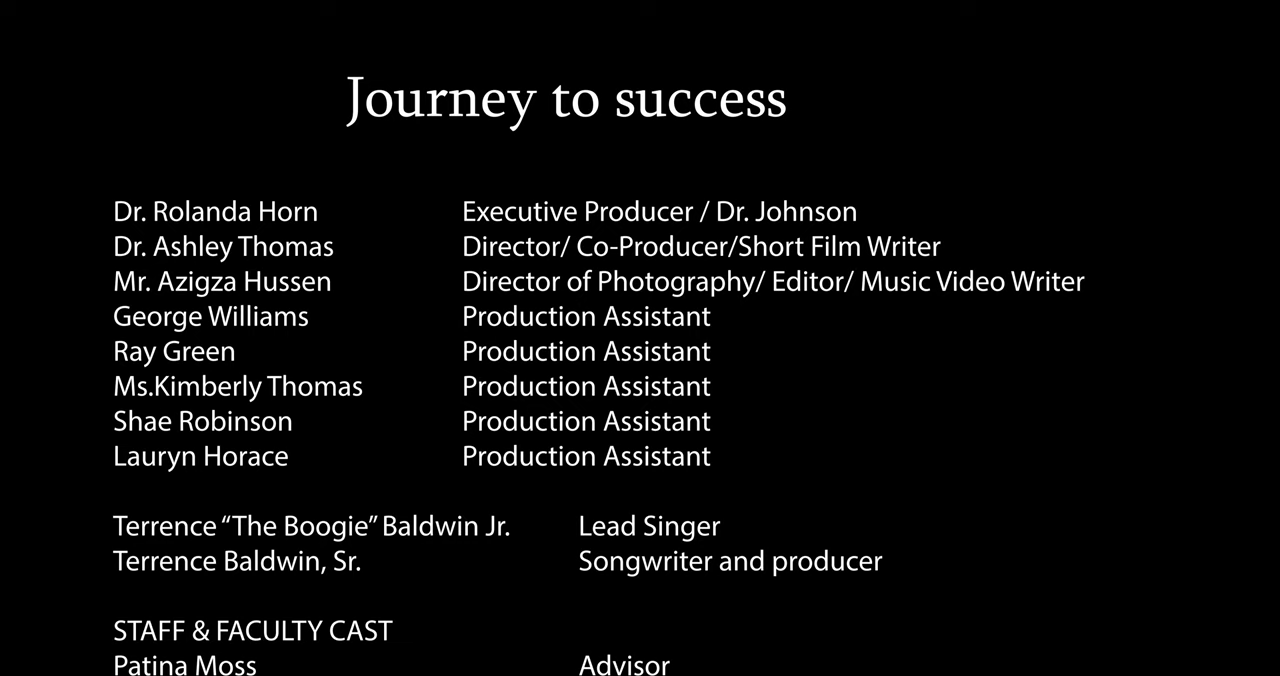 Journey to success
Dr. Rolanda Horn Executive Producer / Dr. Johnson
Dr. Ashley Thomas Director/ Co-Producer/Short Film Writer
Mr. Azigza Hussen Director of Photography/ Editor/ Music Video Writer
George Williams Production Assistant
Ray Green Production Assistant
Ms.Kimberly Thomas Production Assistant
Shae Robinson Production Assistant
Lauryn Horace Production Assistant
Terrence “The Boogie” Baldwin Jr. Lead Singer
Terrence Baldwin, Sr. Songwriter and producer
STAFF & FACULTY CAST
Patina Moss Advisor